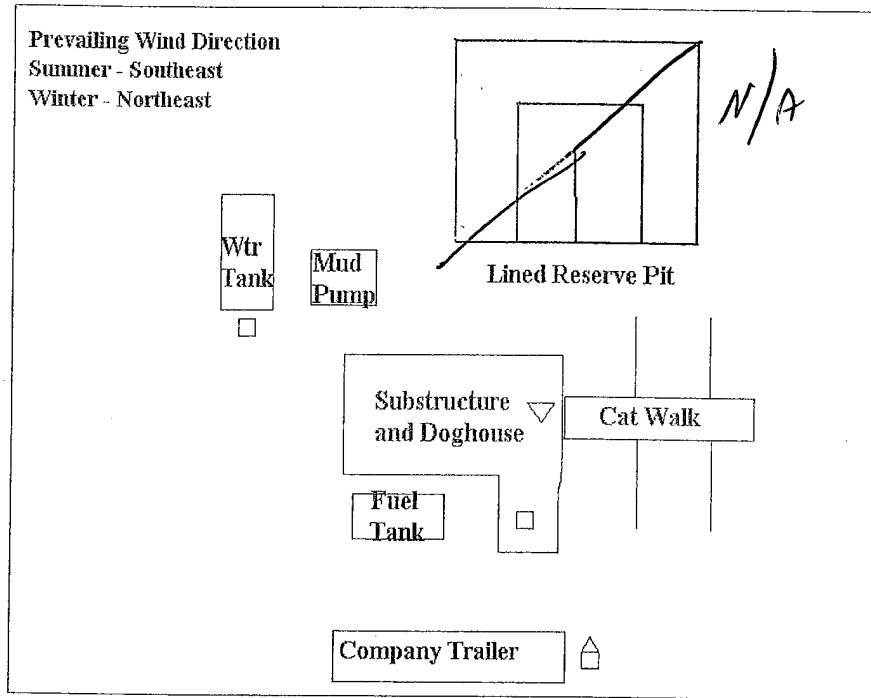 Prevailing Wind Direction
Summer - Southeast
Winter - Northeast
N/A
Wtr
Tank
Mud
Pump
Lined Reserve Pit
Substructure
and Doghouse
Cat Walk
Fuel
Tank
Company Trailer